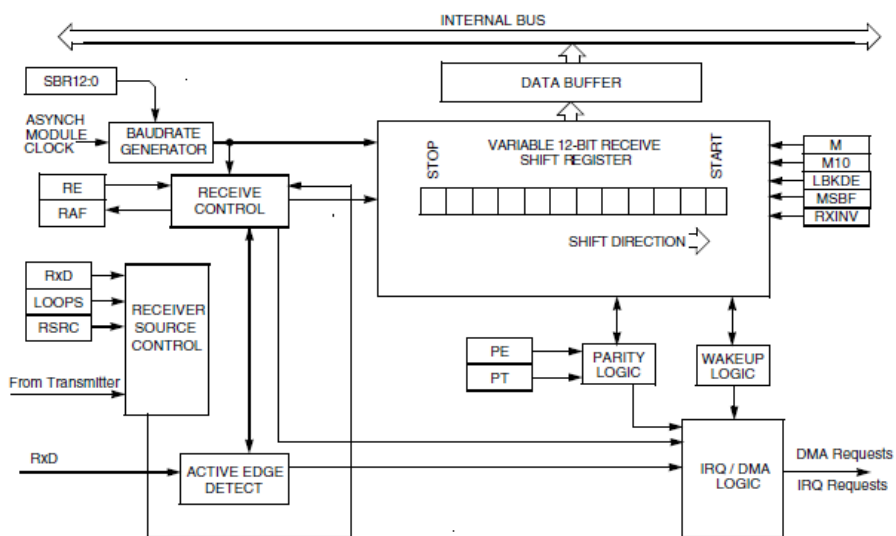 INTERNAL BUS
SBR12:0
DATA BUFFER
ASYNCH
MODULE
CLOCK
BAUDRATE
GENERATOR
VARIABLE 12-BIT RECEIVE
SHIFT REGISTER
STOP
START
M
M10
LBKDE
MSBF
RXINV
RE
RAF
RECEIVE
CONTROL
SHIFT DIRECTION
RxD
LOOPS
RSRC
RECEIVER
SOURCE
CONTROL
From Transmitter
PE
PT
PARITY
LOGIC
WAKEUP
LOGIC
RxD
ACTIVE EDGE
DETECT
IRQ / DMA
LOGIC
DMA Requests
IRQ Requests